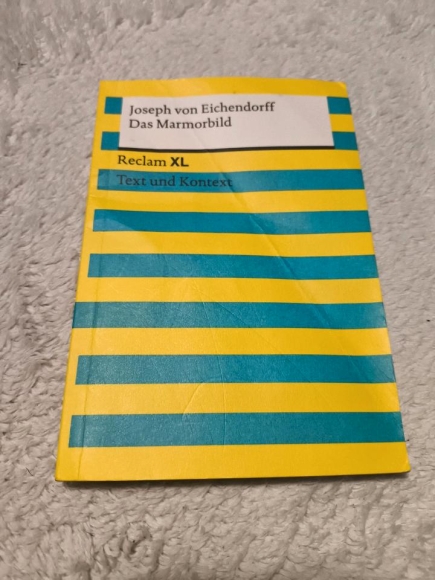 Joseph von Eichendorff
Das Marmorbild
Reclam XL
Text und Kontext